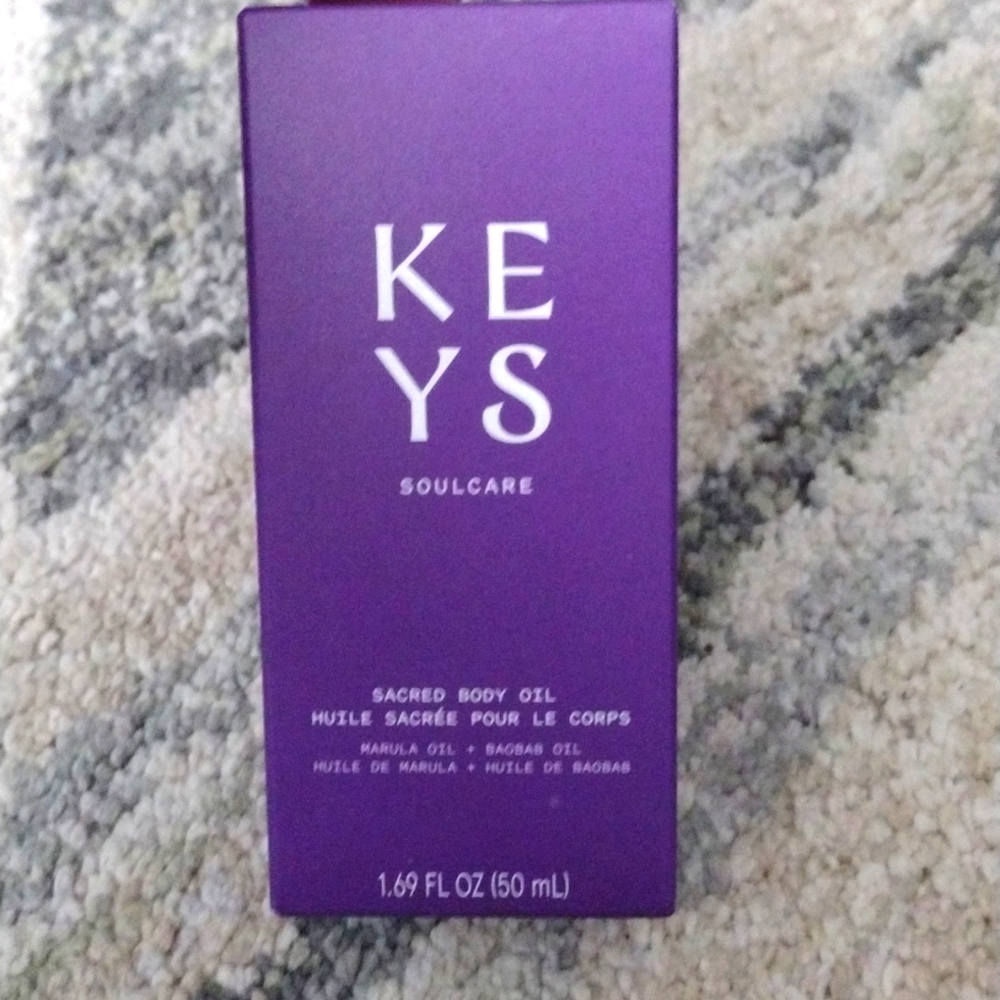 KE
YS
SOULCARE
SACRED BODY OIL
HUILE SACRÉE POUR LE CORPS
MARULA OIL + BAOBAB OIL
HUILE DE MARULA + HUILE DE BAOBAB
1.69 FL OZ (50 mL)